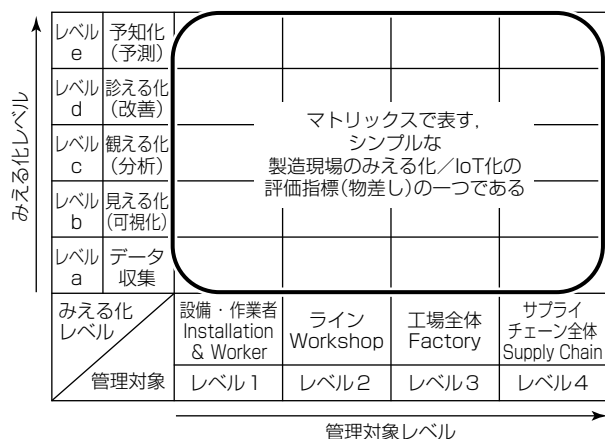 みえる化レベル
レベル
e
予知化
(予測)
レベル
d
診える化
(改善)
レベル
c
観える化
(分析)
レベル
b
見える化
(可視化)
レベル
a
データ
収集
マトリックスで表す，
シンプルな
製造現場のみえる化／IoT化の
評価指標(物差し)の一つである
みえる化
レベル
管理対象
設備・作業者
Installation
& Worker
ライン
Workshop
工場全体
Factory
サプライ
チェーン全体
Supply Chain
レベル1
レベル2
レベル3
レベル4
管理対象レベル